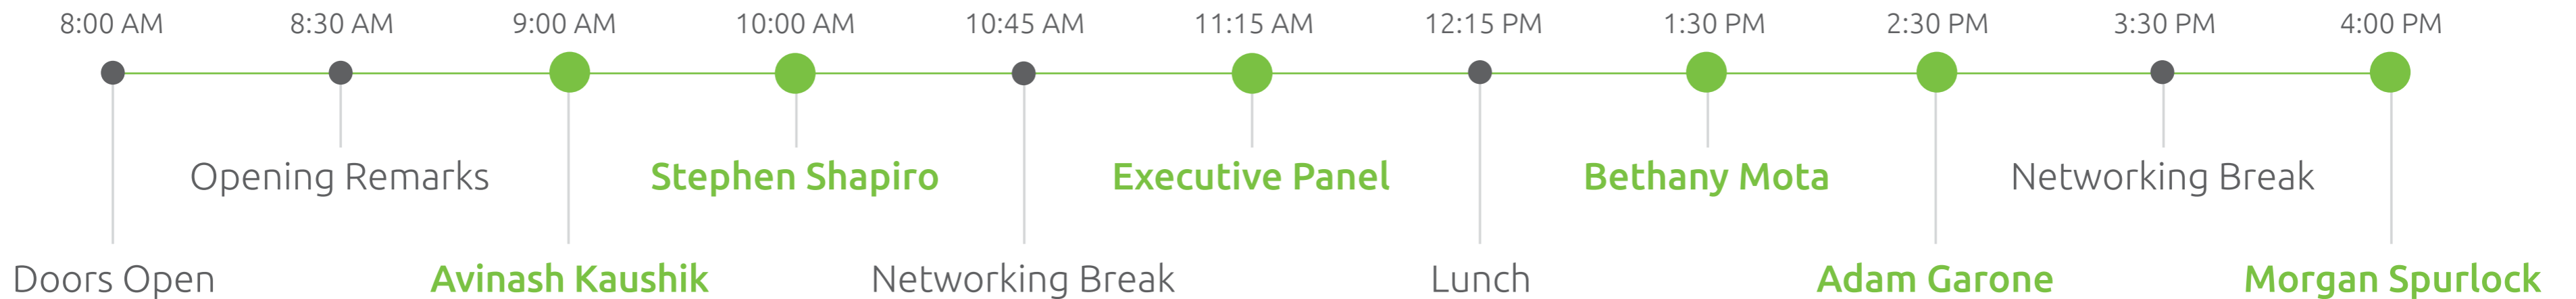 8:00 AM 8:30 AM 9:00 AM 10:00 AM 10:45 AM 11:15 AM 12:15 PM 1:30 PM 2:30 PM 3:30 PM 4:00 PM
Opening Remarks Stephen Shapiro Executive Panel Bethany Mota Networking Break
Doors Open Avinash Kaushik Networking Break Lunch Adam Garone Morgan Spurlock